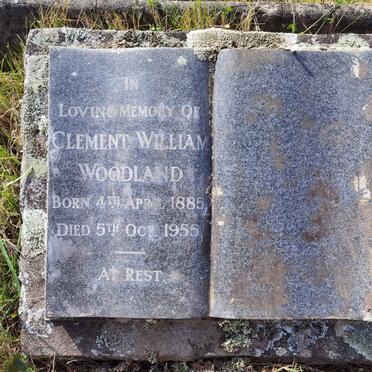 IN
LOVING MEMORY OF
CLEMENT WILLIAM
WOODLAND
BORN 4TH APRIL 1885
DIED 5TH OCT. 1955
AT REST.